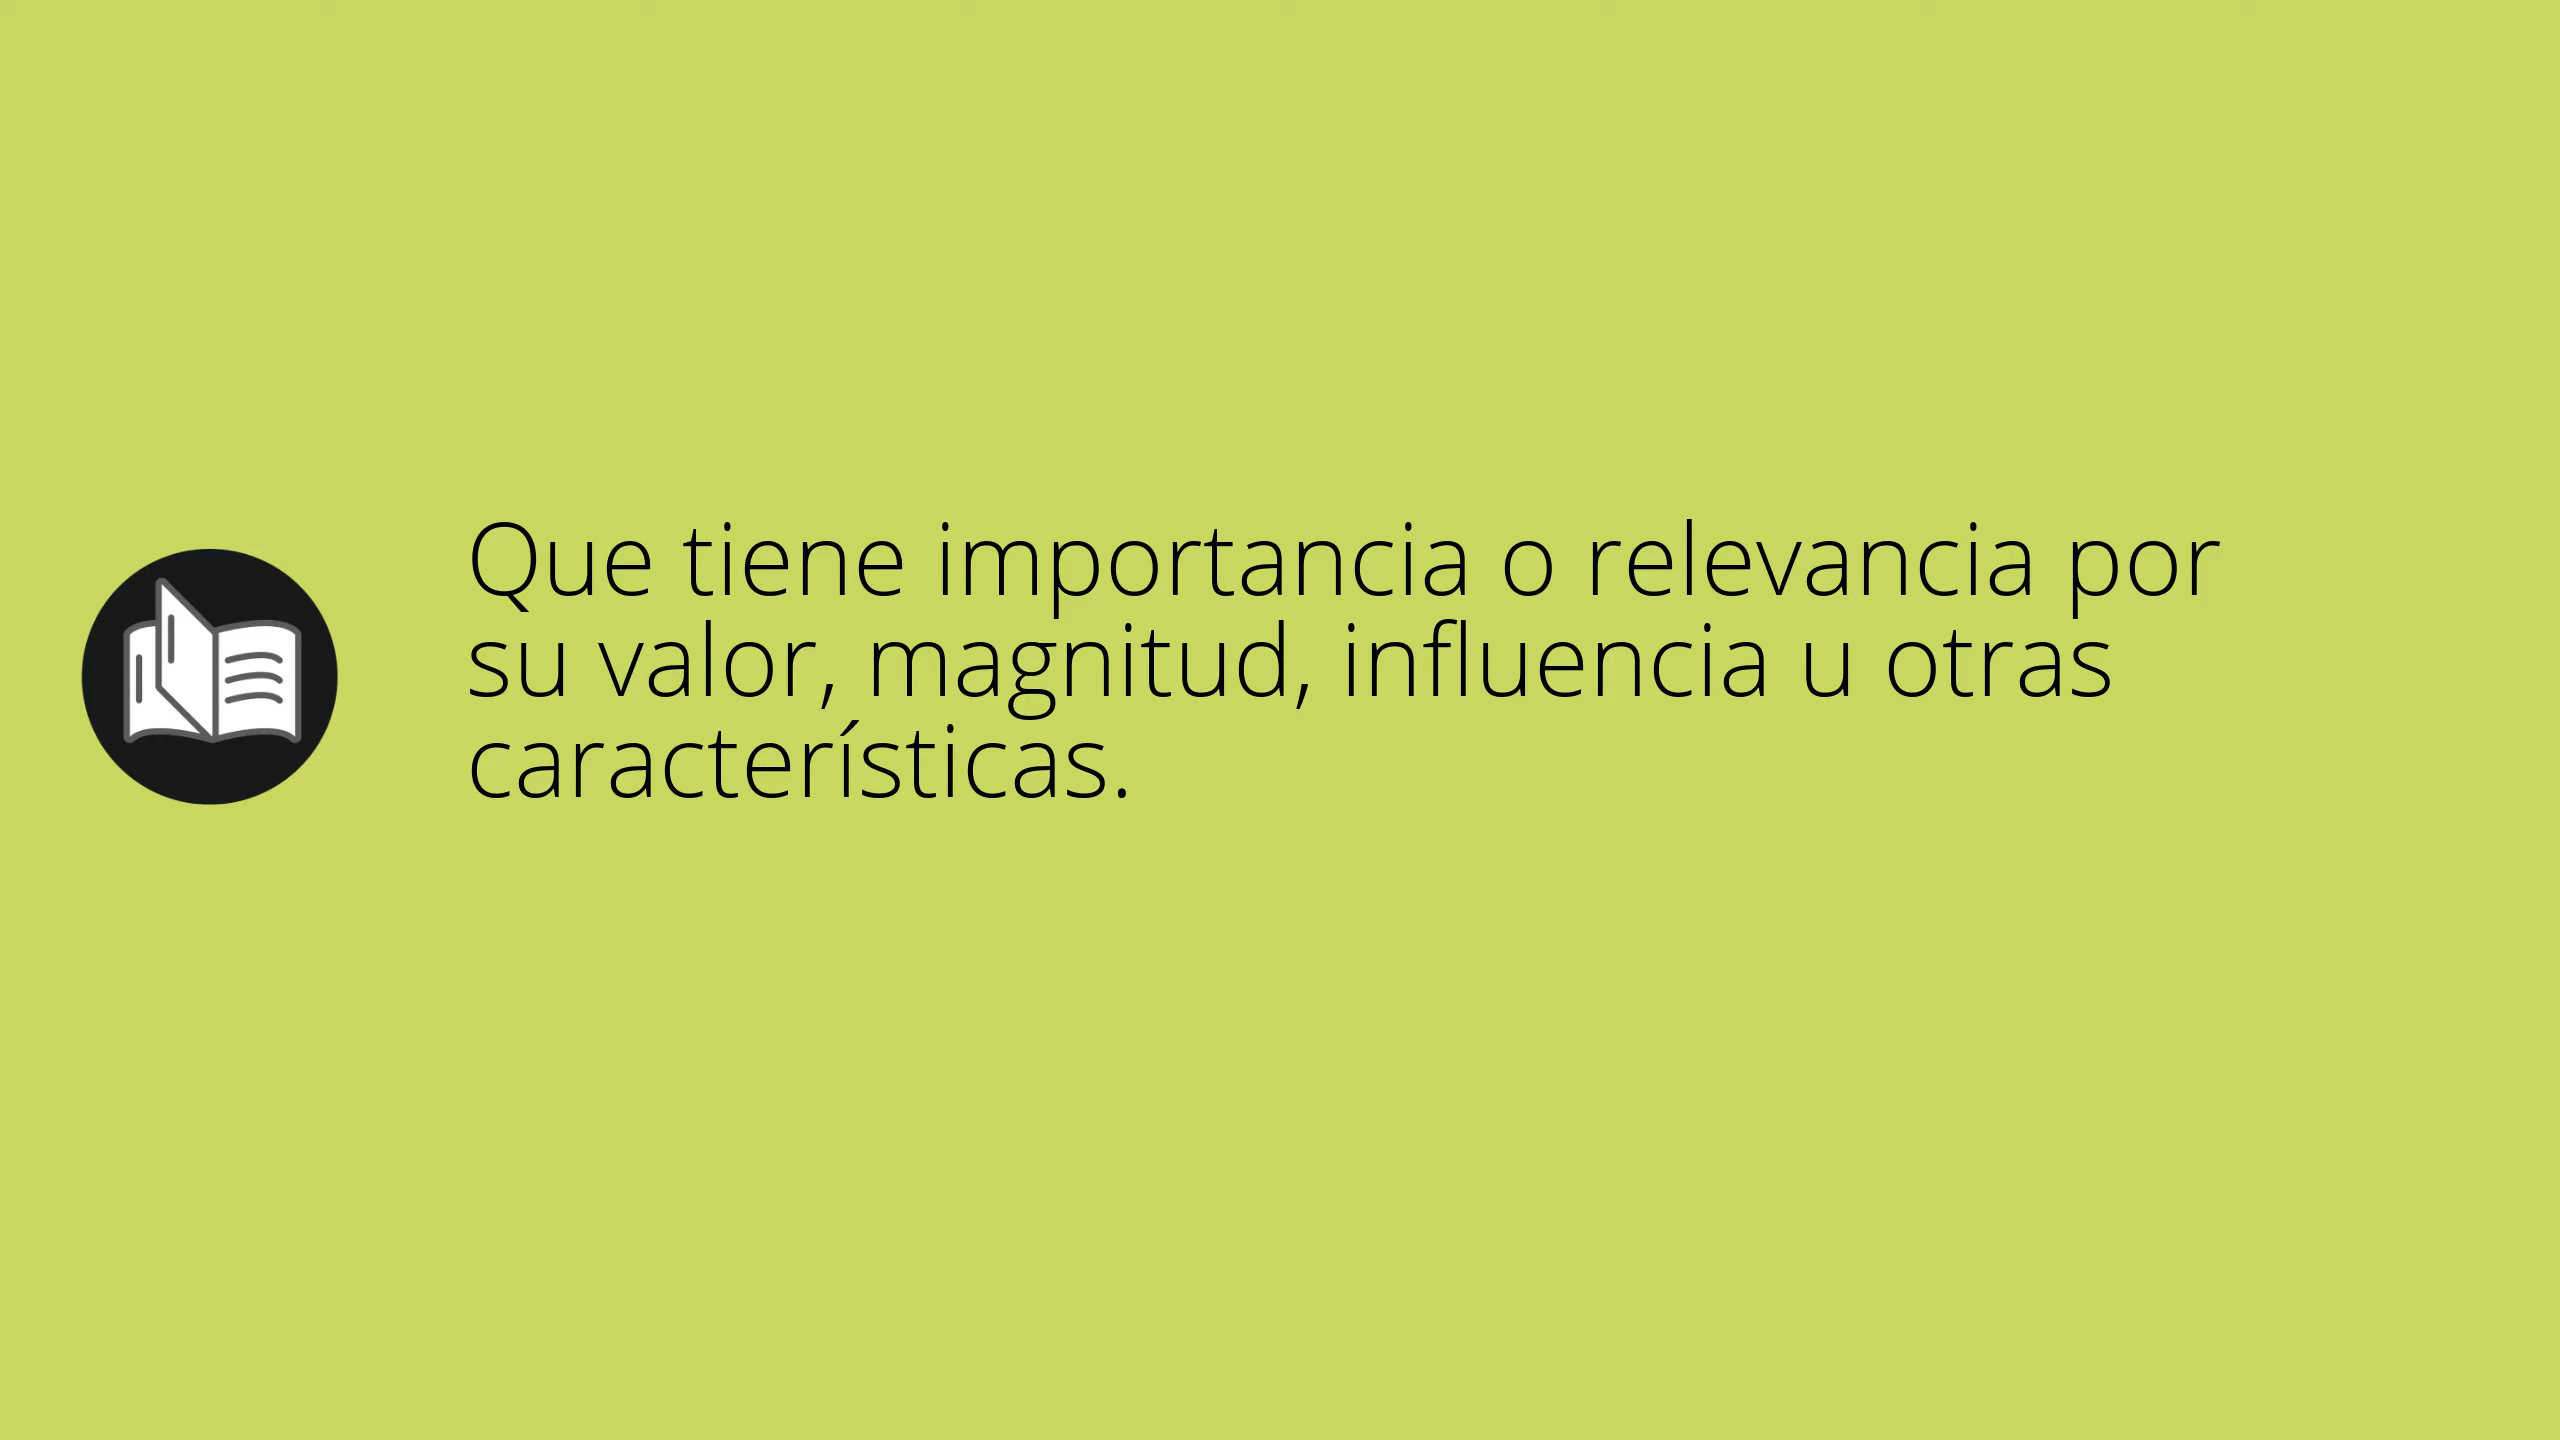 Que tiene importancia o relevancia por
su valor, magnitud, influencia u otras
características.